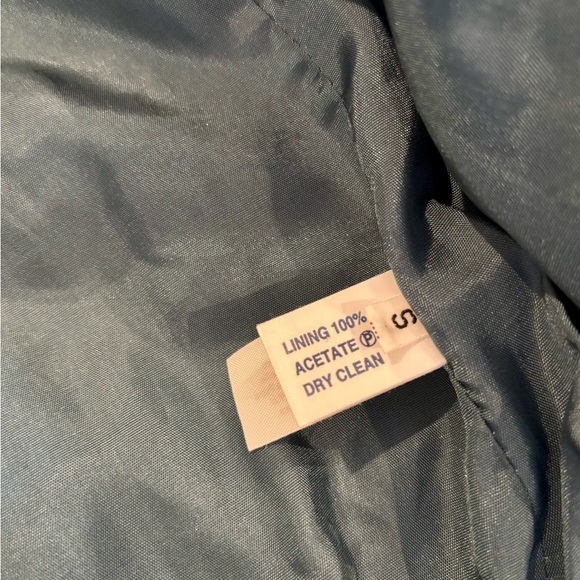 LINING 100%
ACETATE Ⓟ
DRY CLEAN
S